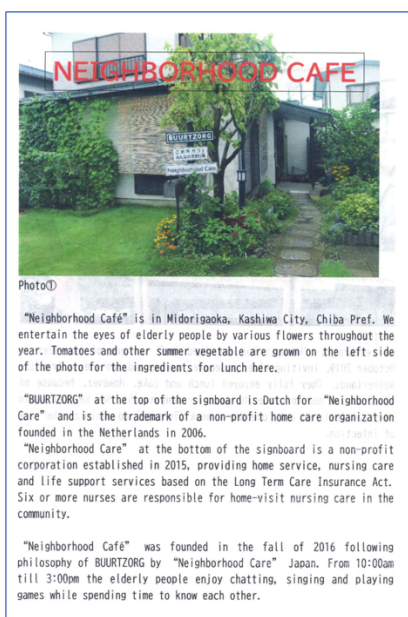 NEIGHBORHOOD CAFE
BUURTZORG
Neighborhood Care
Photo①
“Neighborhood Café” is in Midorigaoka, Kashiwa City, Chiba Pref. We
entertain the eyes of elderly people by various flowers throughout the
year. Tomatoes and other summer vegetable are grown on the left side
of the photo for the ingredients for lunch here.
“BUURTZORG” at the top of the signboard is Dutch for “Neighborhood
Care” and is the trademark of a non-profit home care organization
founded in the Netherlands in 2006.
“Neighborhood Care” at the bottom of the signboard is a non-profit
corporation established in 2015, providing home service, nursing care
and life support services based on the Long Term Care Insurance Act.
Six or more nurses are responsible for home-visit nursing care in the
community.
“Neighborhood Café” was founded in the fall of 2016 following
philosophy of BUURTZORG by “Neighborhood Care” Japan. From 10:00am
till 3:00pm the elderly people enjoy chatting, singing and playing
games while spending time to know each other.